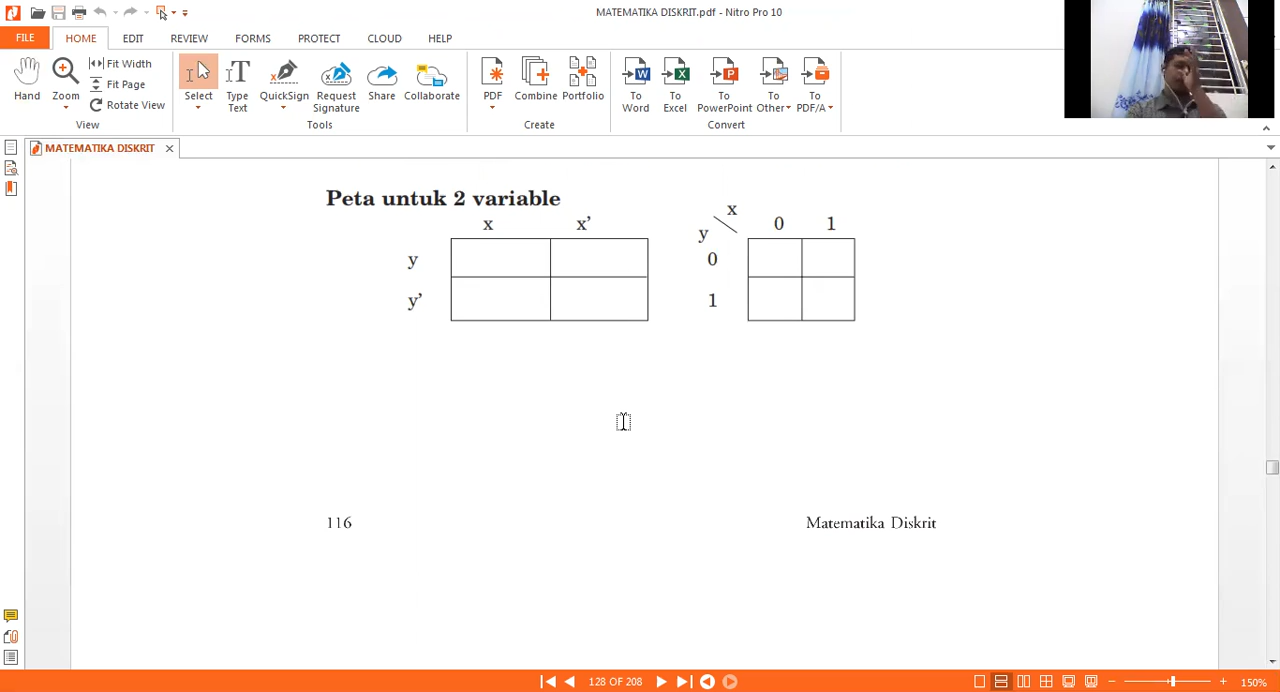 MATEMATIKA DISKRIT.pdf - Nitro Pro 10
FILE HOME EDIT REVIEW FORMS PROTECT CLOUD HELP
Hand
Zoom
Fit Width
Fit Page
Rotate View
View
Select
Type Text
QuickSign
Request Signature
Share
Collaborate
Tools
PDF
Combine
Portfolio
Create
To Word
To Excel
To PowerPoint
To Other
To PDF/A
Convert
MATEMATIKA DISKRIT
Peta untuk 2 variable
x x’
y
y’
x
y
0 1
0
1
116 Matematika Diskrit
128 OF 208
150%